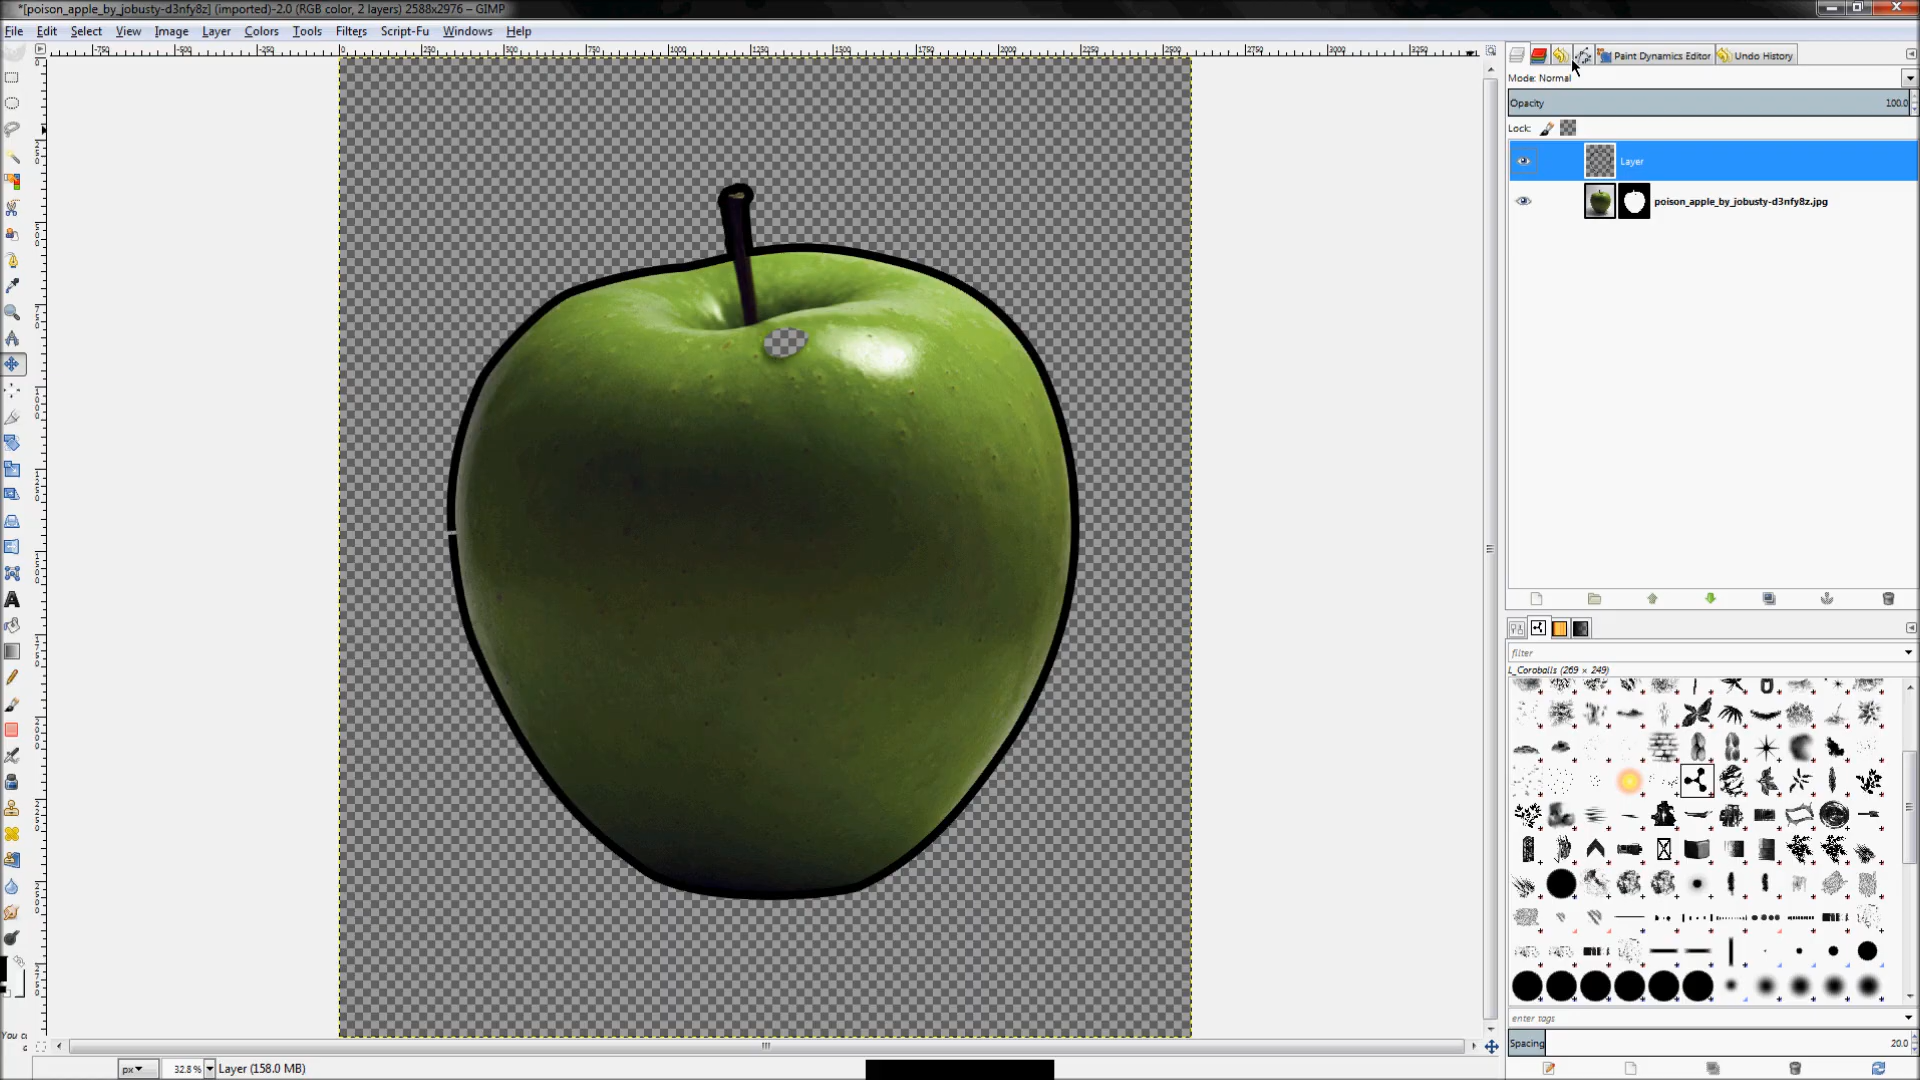 *[poison_apple_by_jobusty-d3nfy8z] (imported)-2.0 (RGB color, 2 layers) 2588x2976 – GIMP
File Edit Select View Image Layer Colors Tools Filters Script-Fu Windows Help
Paint Dynamics Editor Undo History
Mode: Normal
Opacity 100.0
Lock:
Layer
poison_apple_by_jobusty-d3nfy8z.jpg
filter
L_Coroballs (269 × 249)
enter tags
Spacing 20.0
You c
px 32.8% Layer (158.0 MB)